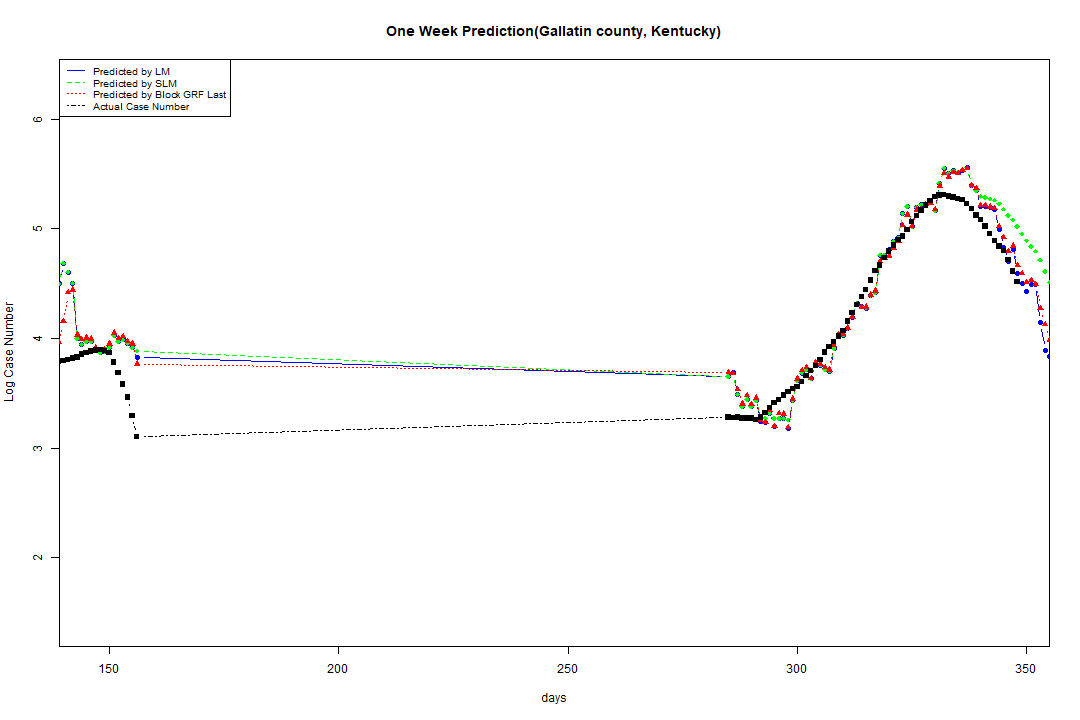 One Week Prediction(Gallatin county, Kentucky)
Predicted by LM
Predicted by SLM
Predicted by Block GRF Last
Actual Case Number
6
5
4
3
2
Log Case Number
150 200 250 300 350
days